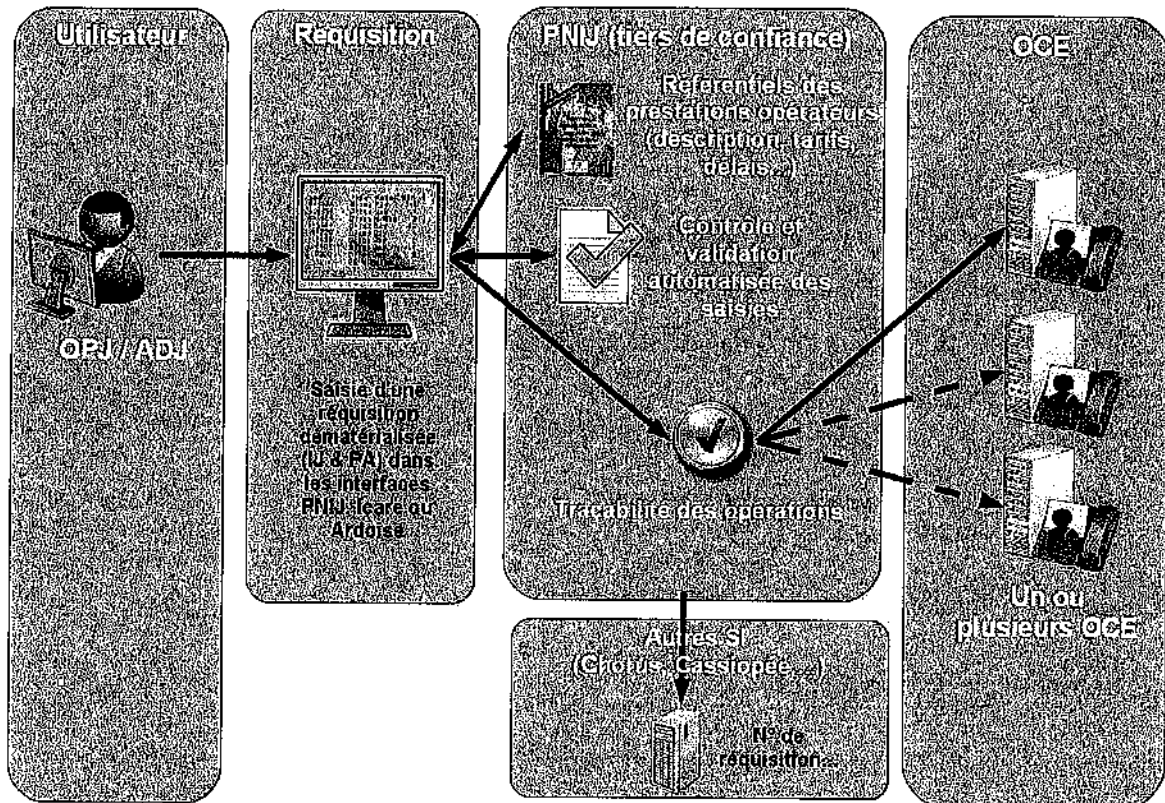 Utilisateur
OPJ / ADJ
Réquisition
Saisie d'une
réquisition
dématérialisée
(IJ & PA) dans
les interfaces
PNIJ, Icare ou
Ardoise
PNIJ (tiers de confiance)
Référentiels des
prestations opérateurs
(description, tarifs,
délais...)
Contrôle et
validation
automatisée des
saisies
Traçabilité des opérations
Autres SI
(Chorus, Cassiopée, ...)
N° de
réquisition...
OCE
Un ou
plusieurs OCE